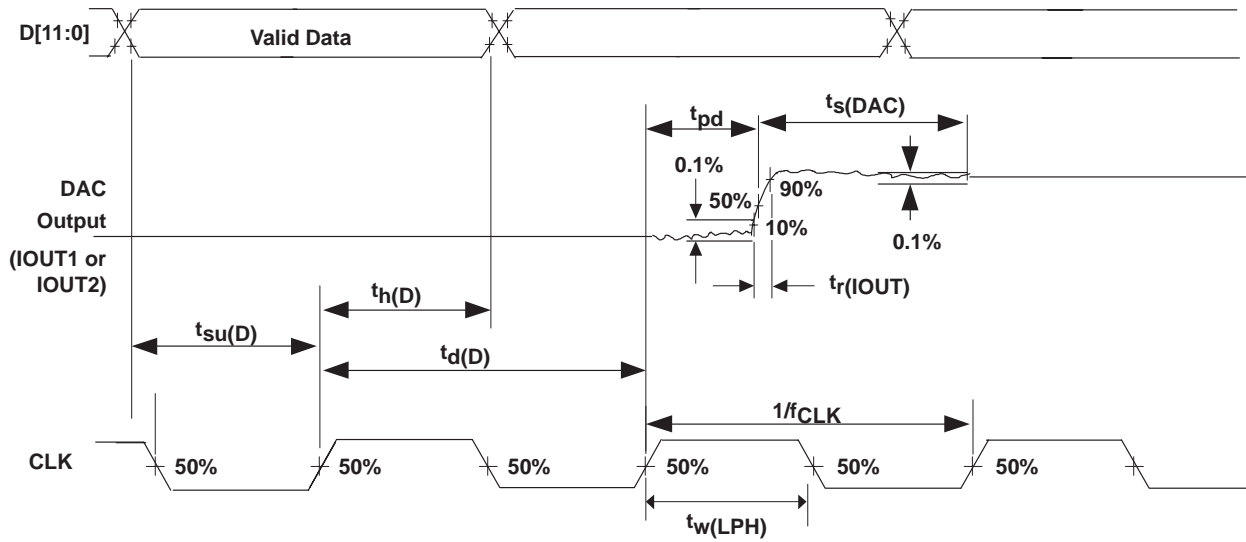 D[11:0]
Valid Data
ts(DAC)
tpd
0.1%
DAC
Output
(IOUT1 or
IOUT2)
50%
90%
10%
0.1%
tr(IOUT)
th(D)
tsu(D)
td(D)
1/fCLK
CLK
50%
50%
50%
50%
50%
50%
tw(LPH)